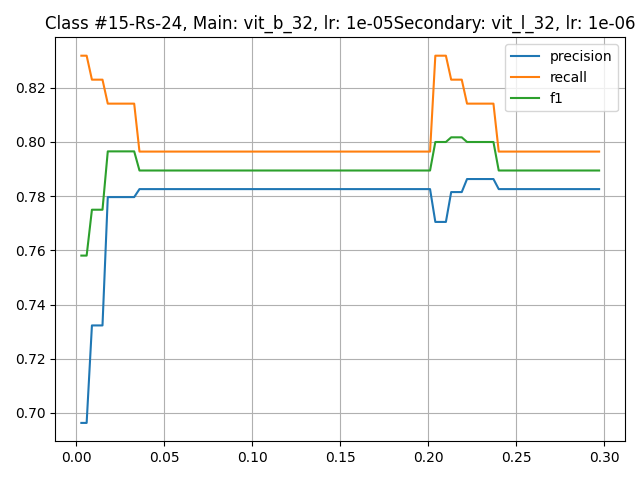 Class #15-Rs-24, Main: vit_b_32, lr: 1e-05Secondary: vit_l_32, lr: 1e-06
precision
recall
f1
0.82
0.80
0.78
0.76
0.74
0.72
0.70
0.00 0.05 0.10 0.15 0.20 0.25 0.30